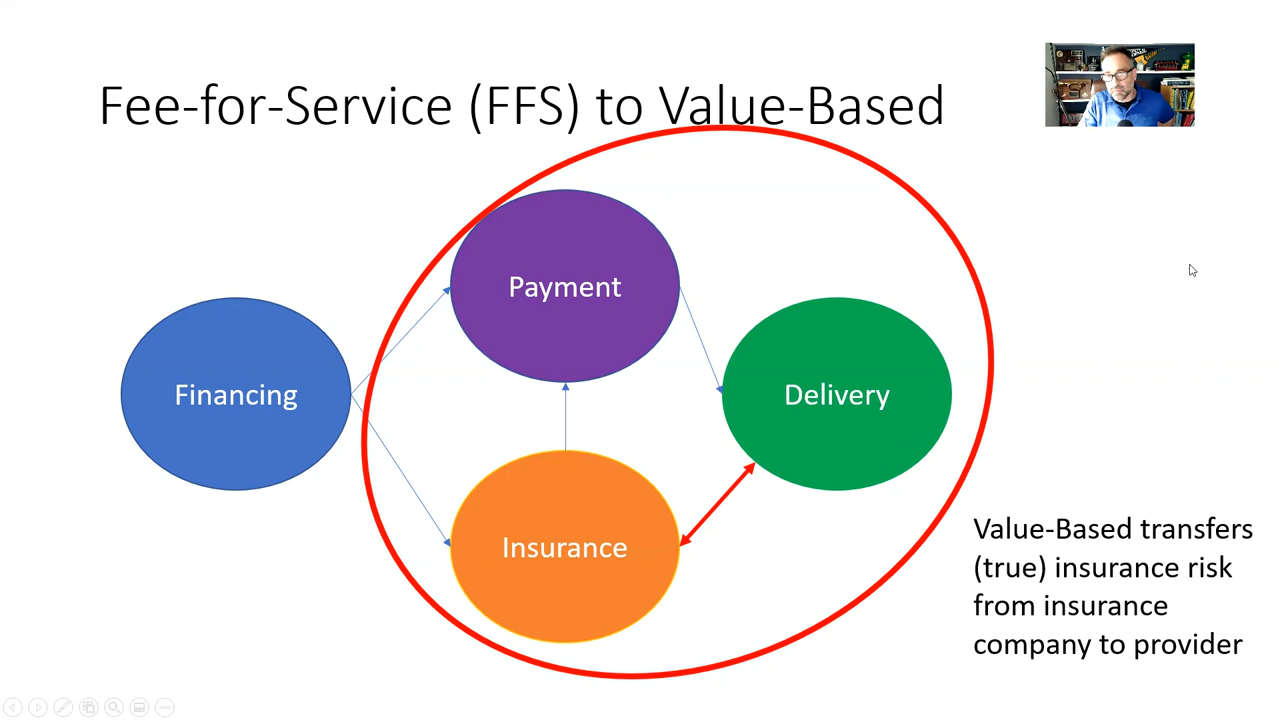 Fee-for-Service (FFS) to Value-Based
Payment
Financing
Delivery
Insurance
Value-Based transfers
(true) insurance risk
from insurance
company to provider